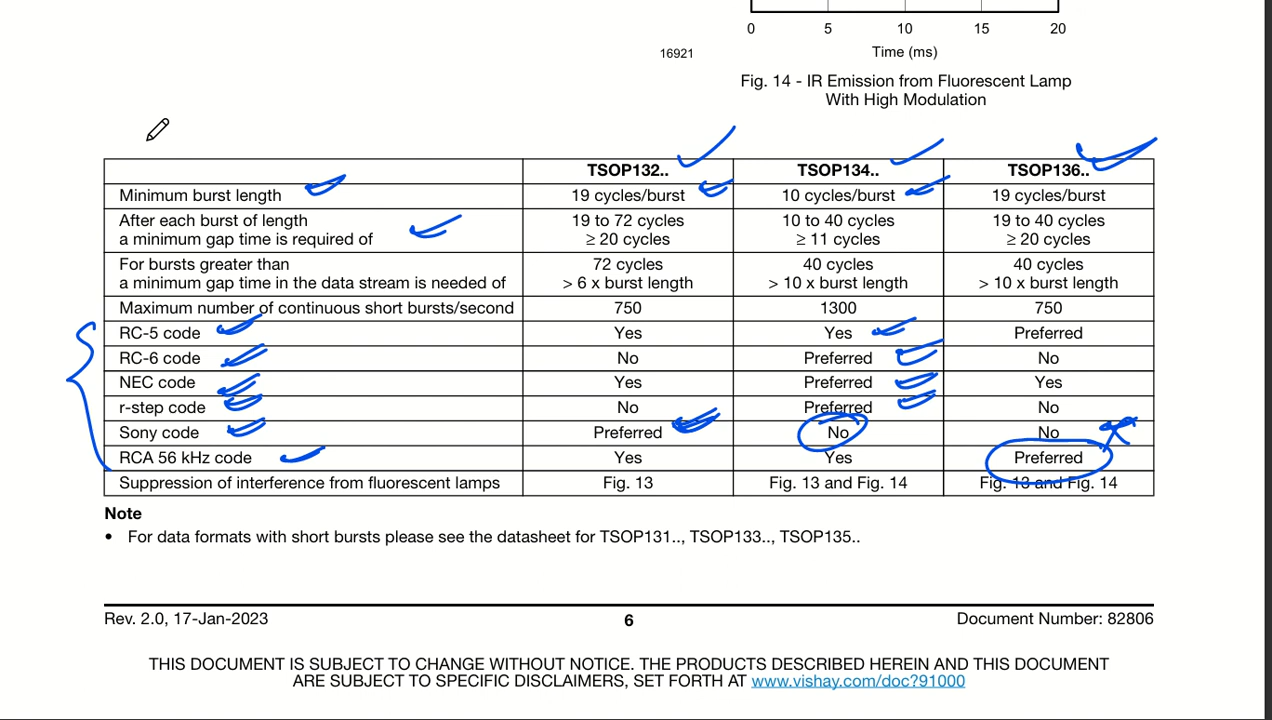 0 5 10 15 20
16921 Time (ms)
Fig. 14 - IR Emission from Fluorescent Lamp
With High Modulation
TSOP132.. TSOP134.. TSOP136..
Minimum burst length 19 cycles/burst 10 cycles/burst 19 cycles/burst
After each burst of length 19 to 72 cycles 10 to 40 cycles 19 to 40 cycles
a minimum gap time is required of ≥ 20 cycles ≥ 11 cycles ≥ 20 cycles
For bursts greater than 72 cycles 40 cycles 40 cycles
a minimum gap time in the data stream is needed of > 6 x burst length > 10 x burst length > 10 x burst length
Maximum number of continuous short bursts/second 750 1300 750
RC-5 code Yes Yes Preferred
RC-6 code No Preferred No
NEC code Yes Preferred Yes
r-step code No Preferred No
Sony code Preferred No No
RCA 56 kHz code Yes Yes Preferred
Suppression of interference from fluorescent lamps Fig. 13 Fig. 13 and Fig. 14 Fig. 13 and Fig. 14
Note
• For data formats with short bursts please see the datasheet for TSOP131.., TSOP133.., TSOP135..
Rev. 2.0, 17-Jan-2023 6 Document Number: 82806
THIS DOCUMENT IS SUBJECT TO CHANGE WITHOUT NOTICE. THE PRODUCTS DESCRIBED HEREIN AND THIS DOCUMENT
ARE SUBJECT TO SPECIFIC DISCLAIMERS, SET FORTH AT www.vishay.com/doc?91000